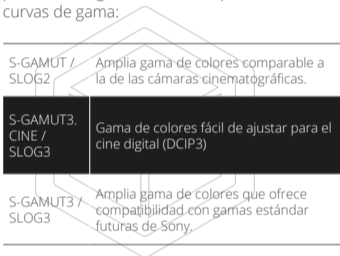 curvas de gama:
S-GAMUT / Amplia gama de colores comparable a
SLOG2 la de las cámaras cinematográficas.
S-GAMUT3.
CINE / Gama de colores fácil de ajustar para el
SLOG3 cine digital (DCIP3)
S-GAMUT3 / Amplia gama de colores que ofrece
SLOG3 compatibilidad con gamas estándar
futuras de Sony.